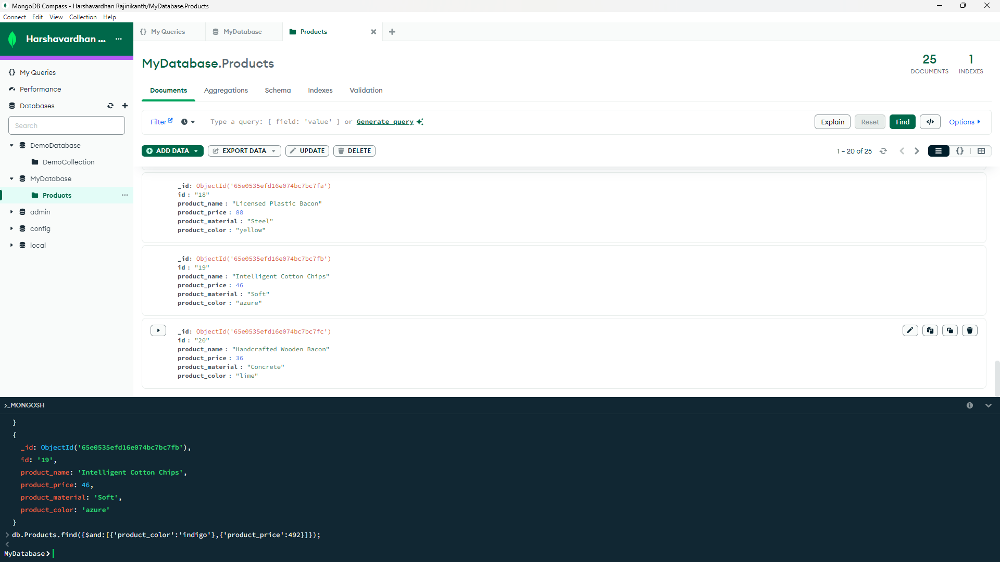 MongoDB Compass - Harshavardhan Rajinikanth/MyDatabase.Products
Connect Edit View Collection Help
Harshavardhan ...
My Queries
MyDatabase
Products
My Queries
Performance
Databases
Search
DemoDatabase
DemoCollection
MyDatabase
Products
admin
config
local
MyDatabase.Products
25
DOCUMENTS
1
INDEXES
Documents Aggregations Schema Indexes Validation
Filter
Type a query: { field: 'value' } or Generate query
Explain Reset Find </> Options
ADD DATA EXPORT DATA UPDATE DELETE
1 – 20 of 25
{}
_id: ObjectId('65e0535efd16e074bc7bc7fa')
id : "18"
product_name : "Licensed Plastic Bacon"
product_price : 88
product_material : "Steel"
product_color : "yellow"
_id: ObjectId('65e0535efd16e074bc7bc7fb')
id : "19"
product_name : "Intelligent Cotton Chips"
product_price : 46
product_material : "Soft"
product_color : "azure"
_id: ObjectId('65e0535efd16e074bc7bc7fc')
id : "20"
product_name : "Handcrafted Wooden Bacon"
product_price : 36
product_material : "Concrete"
product_color : "lime"
>_MONGOSH
}
{
_id: ObjectId('65e0535efd16e074bc7bc7fb'),
id: '19',
product_name: 'Intelligent Cotton Chips',
product_price: 46,
product_material: 'Soft',
product_color: 'azure'
}
> db.Products.find({$and:[{'product_color':'indigo'},{'product_price':492}]});
<
MyDatabase>